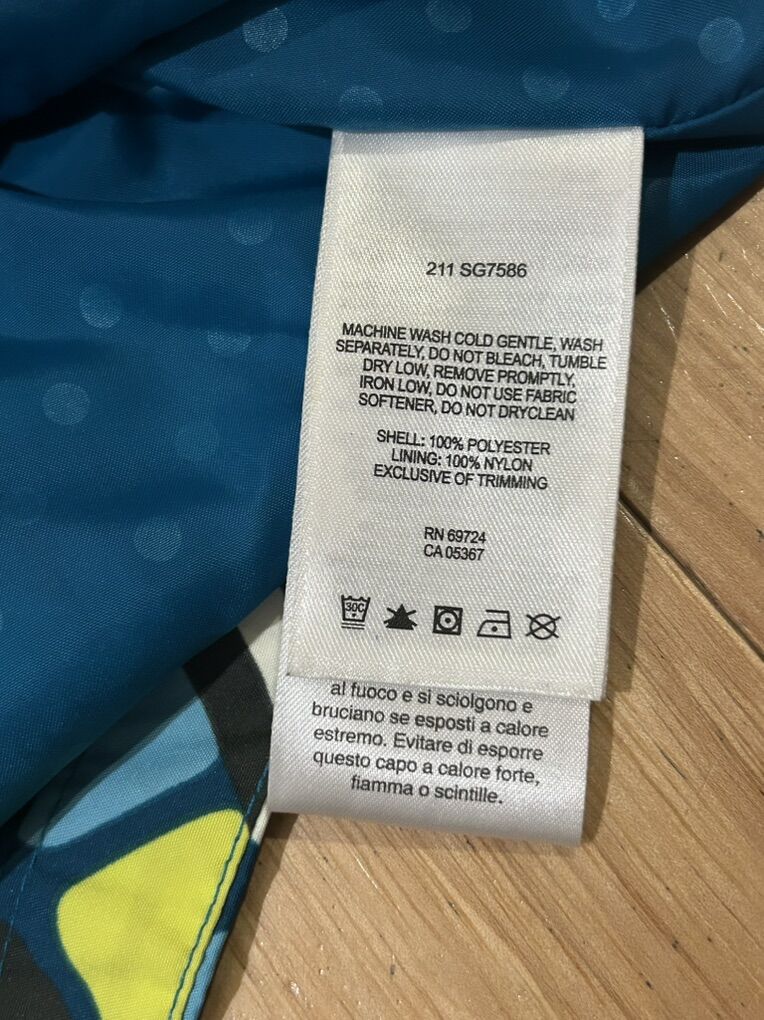 211 SG7586
MACHINE WASH COLD GENTLE, WASH
SEPARATELY, DO NOT BLEACH, TUMBLE
DRY LOW, REMOVE PROMPTLY,
IRON LOW, DO NOT USE FABRIC
SOFTENER, DO NOT DRYCLEAN
SHELL: 100% POLYESTER
LINING: 100% NYLON
EXCLUSIVE OF TRIMMING
RN 69724
CA 05367
30C
al fuoco e si sciolgono e
bruciano se esposti a calore
estremo. Evitare di esporre
questo capo a calore forte,
fiamma o scintille.